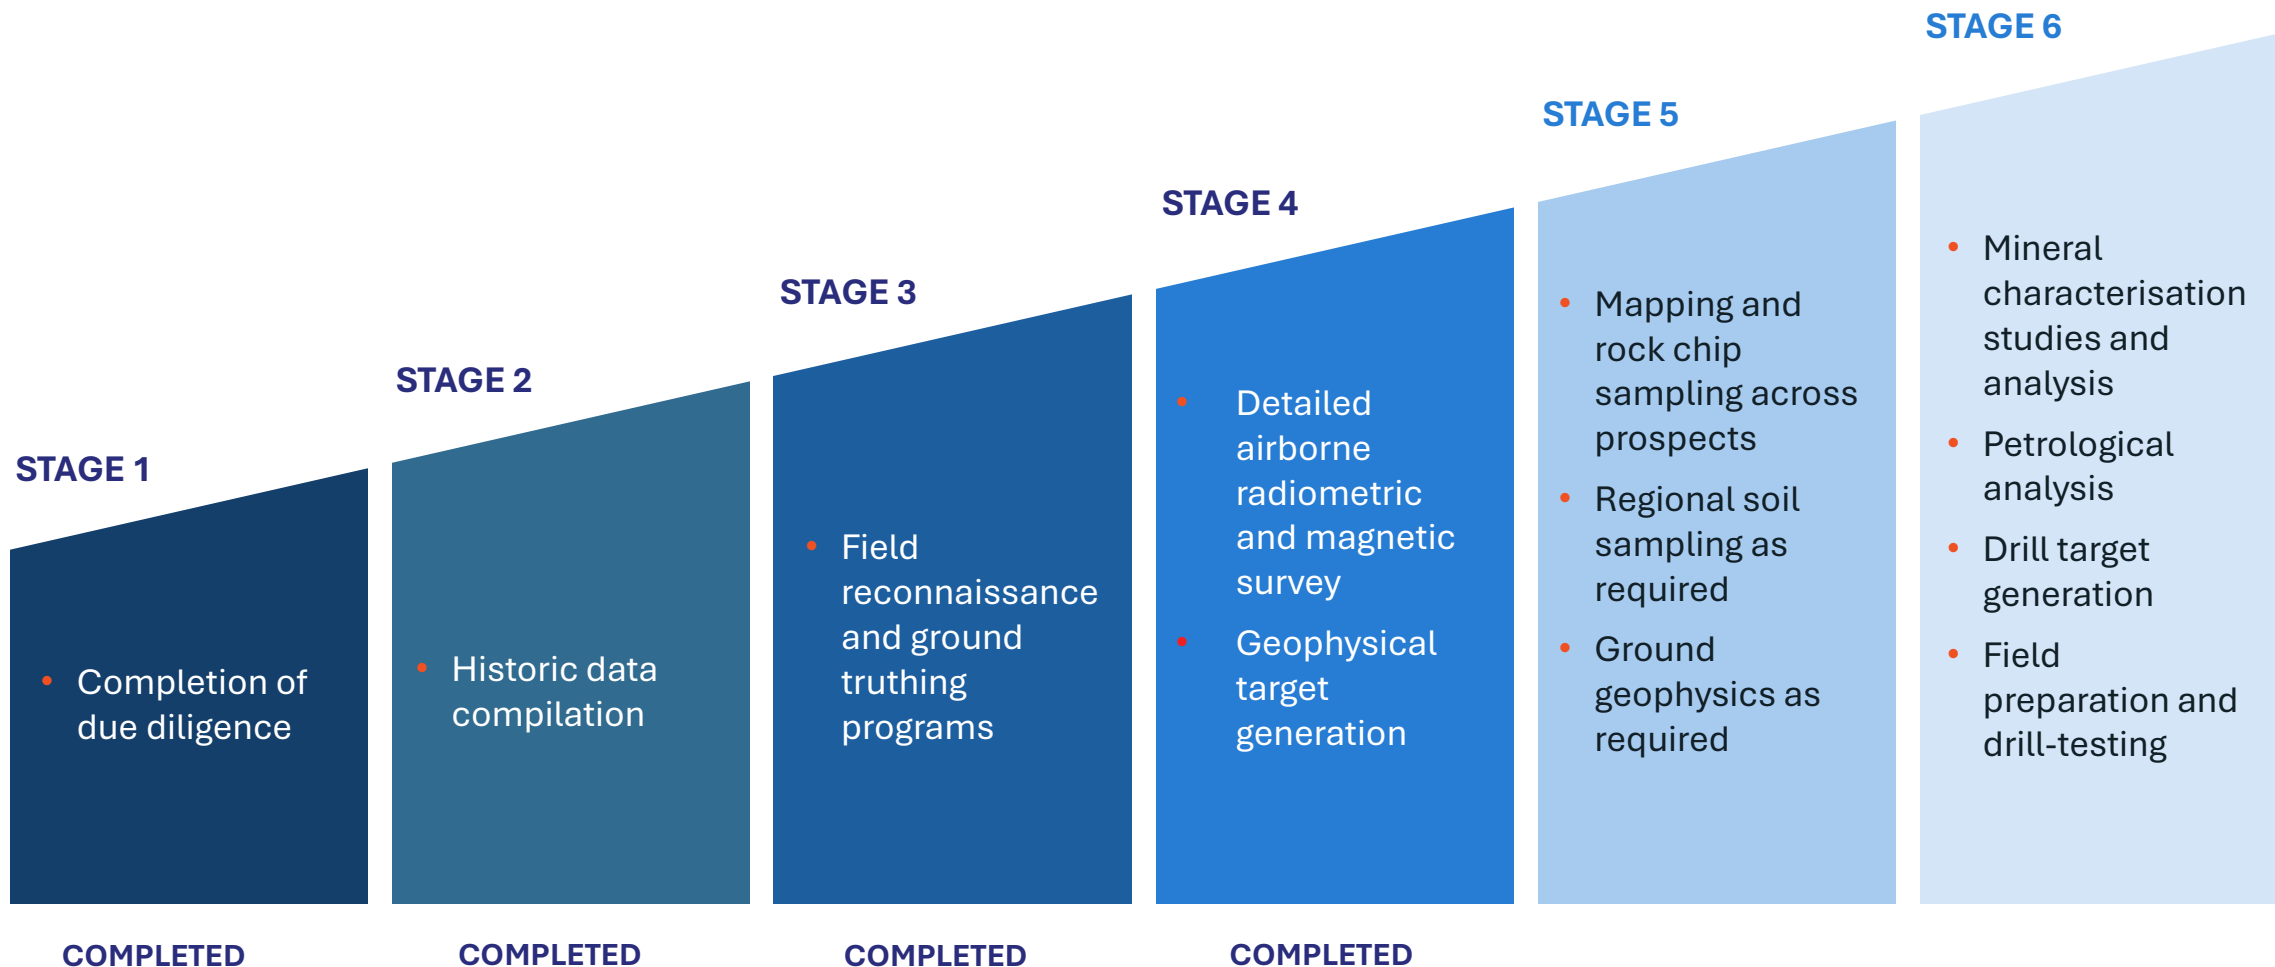 STAGE 1
• Completion of
due diligence
COMPLETED
STAGE 2
• Historic data
compilation
COMPLETED
STAGE 3
• Field
reconnaissance
and ground
truthing
programs
COMPLETED
STAGE 4
• Detailed
airborne
radiometric
and magnetic
survey
• Geophysical
target
generation
COMPLETED
STAGE 5
• Mapping and
rock chip
sampling across
prospects
• Regional soil
sampling as
required
• Ground
geophysics as
required
STAGE 6
• Mineral
characterisation
studies and
analysis
• Petrological
analysis
• Drill target
generation
• Field
preparation and
drill-testing